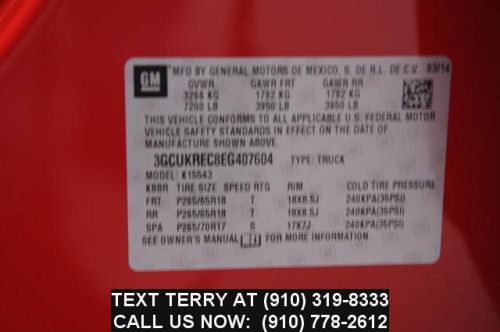 GM MFD BY GENERAL MOTORS DE MEXICO, S. DE R.L. DE C.V. 03/14
GVWR GAWR FRT GAWR RR
3266 KG 1792 KG 1792 KG
7200 LB 3950 LB 3950 LB
THIS VEHICLE CONFORMS TO ALL APPLICABLE U.S. FEDERAL MOTOR
VEHICLE SAFETY STANDARDS IN EFFECT ON THE DATE OF
MANUFACTURE SHOWN ABOVE.
3GCUKREC8EG407604 TYPE: TRUCK
MODEL: K15543
TIRE SIZE SPEED RTG RIM COLD TIRE PRESSURE
FRT P265/65R18 T 18X8.5J 240KPA(35PSI)
RR P265/65R18 T 18X8.5J 240KPA(35PSI)
SPA P265/70R17 S 17X7J 240KPA(35PSI)
SEE OWNER'S MANUAL FOR MORE INFORMATION.
TEXT TERRY AT (910) 319-8333
CALL US NOW: (910) 778-2612